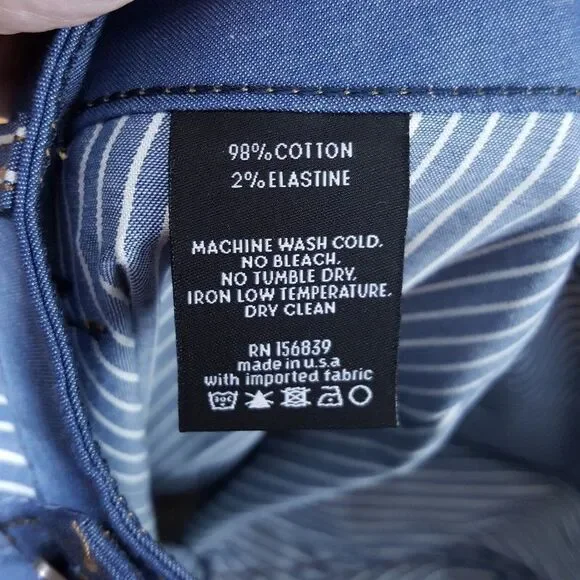 98%COTTON
2%ELASTINE
MACHINE WASH COLD.
NO BLEACH.
NO TUMBLE DRY.
IRON LOW TEMPERATURE.
DRY CLEAN
RN 156839
made in u.s.a
with imported fabric